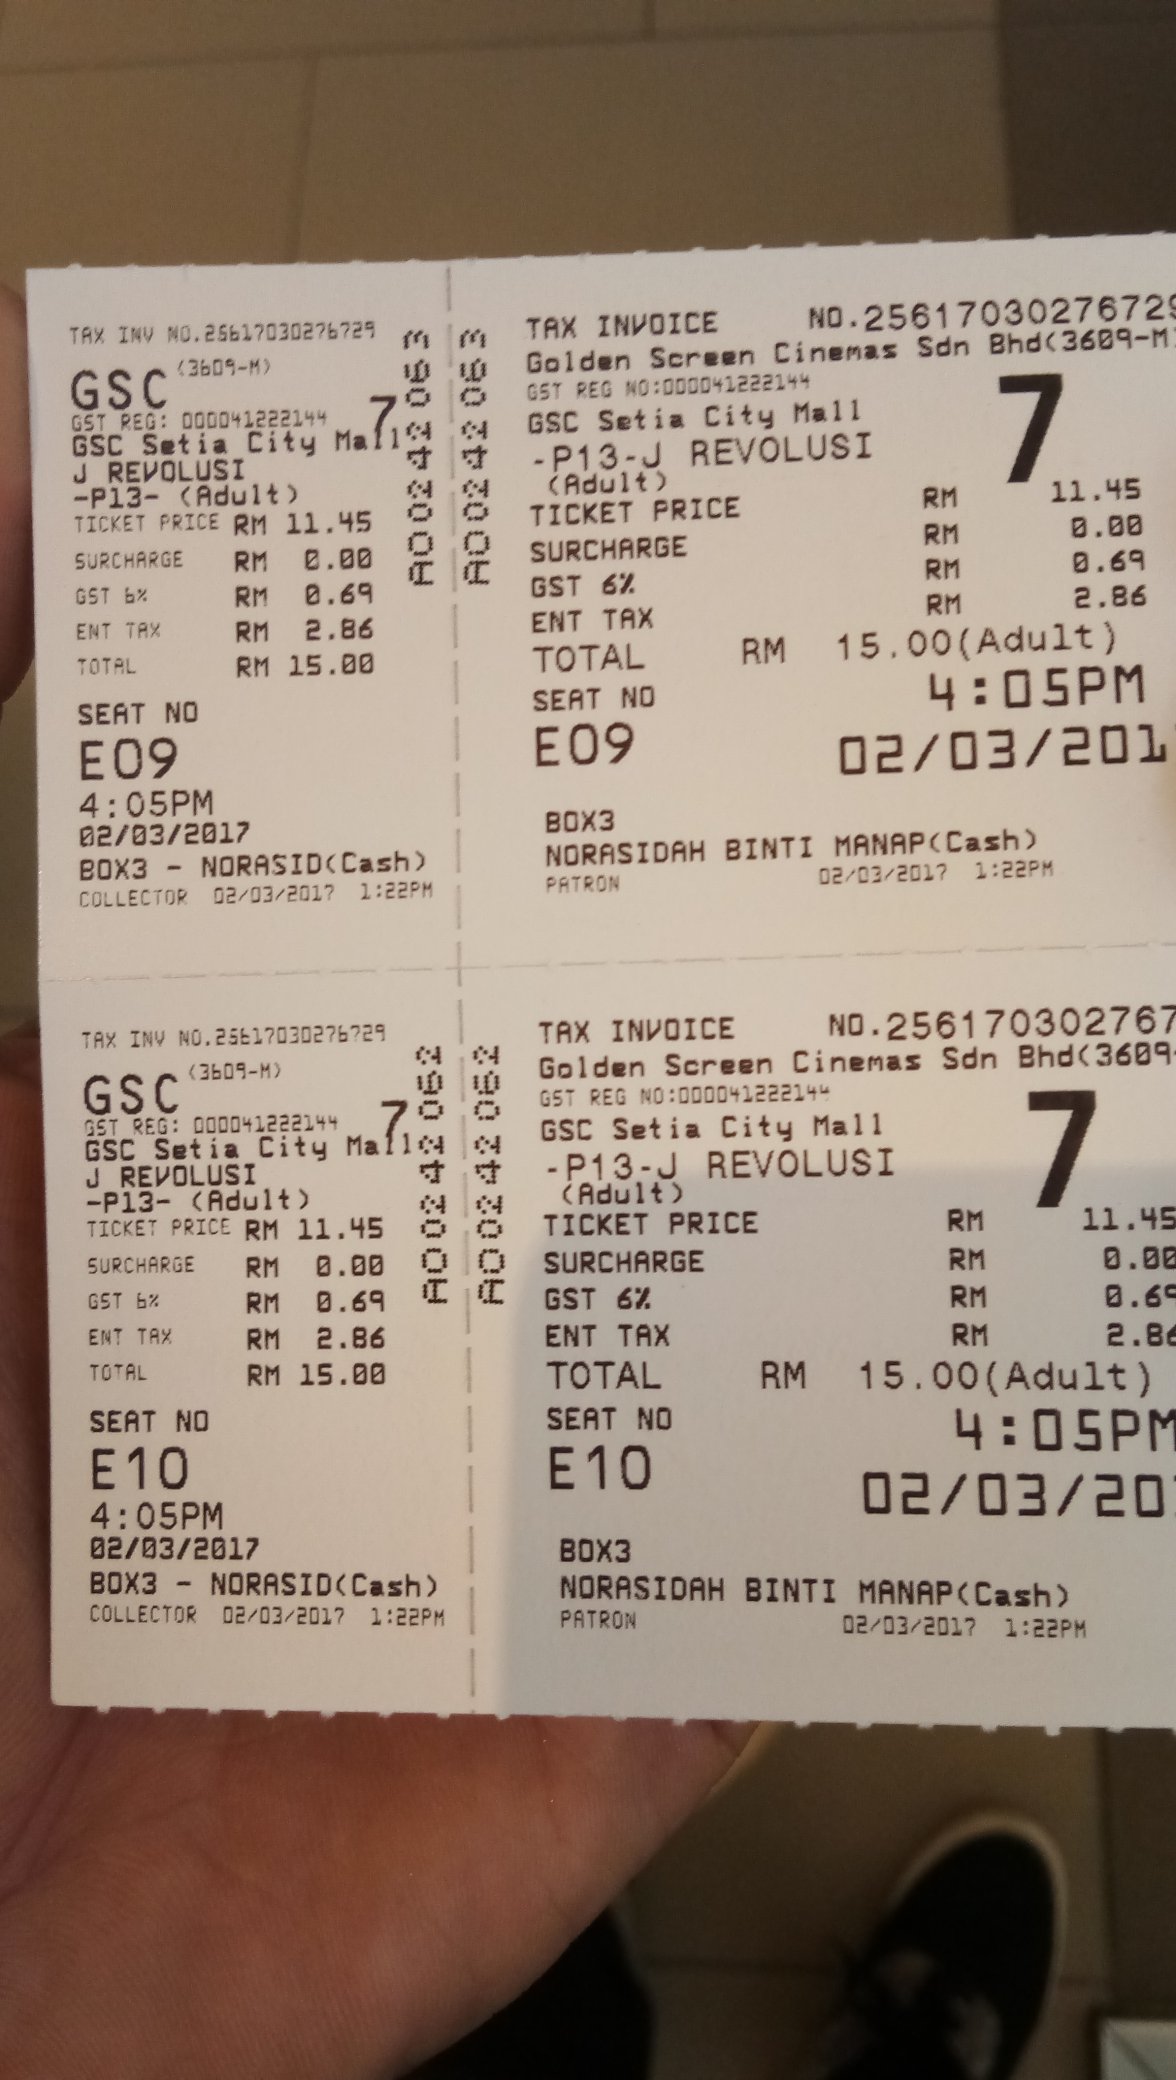 TAX INV NO.25617030276729
(3609-M)
GSC
GST REG: 000041222144
7
GSC Setia City Mall
J REVOLUSI
-P13- (Adult)
TICKET PRICE RM 11.45
SURCHARGE RM 0.00
GST 6% RM 0.69
ENT TAX RM 2.86
TOTAL RM 15.00
SEAT NO
E09
4:05PM
02/03/2017
BOX3 - NORASID(Cash)
COLLECTOR 02/03/2017 1:22PM
A00242063
A00242063
TAX INVOICE NO.25617030276729
Golden Screen Cinemas Sdn Bhd(3609-M)
GST REG NO:000041222144
7
GSC Setia City Mall
-P13-J REVOLUSI
(Adult)
TICKET PRICE RM 11.45
SURCHARGE RM 0.00
GST 6% RM 0.69
ENT TAX RM 2.86
TOTAL RM 15.00(Adult)
SEAT NO 4:05PM
E09 02/03/201
BOX3
NORASIDAH BINTI MANAP(Cash)
PATRON 02/03/2017 1:22PM
TAX INV NO.25617030276729
(3609-M)
GSC
GST REG: 000041222144
7
GSC Setia City Mall
J REVOLUSI
-P13- (Adult)
TICKET PRICE RM 11.45
SURCHARGE RM 0.00
GST 6% RM 0.69
ENT TAX RM 2.86
TOTAL RM 15.00
SEAT NO
E10
4:05PM
02/03/2017
BOX3 - NORASID(Cash)
COLLECTOR 02/03/2017 1:22PM
A00242062
A00242062
TAX INVOICE NO.256170302767
Golden Screen Cinemas Sdn Bhd(3609-
GST REG NO:000041222144
7
GSC Setia City Mall
-P13-J REVOLUSI
(Adult)
TICKET PRICE RM 11.45
SURCHARGE RM 0.00
GST 6% RM 0.69
ENT TAX RM 2.86
TOTAL RM 15.00(Adult)
SEAT NO 4:05PM
E10 02/03/20
BOX3
NORASIDAH BINTI MANAP(Cash)
PATRON 02/03/2017 1:22PM